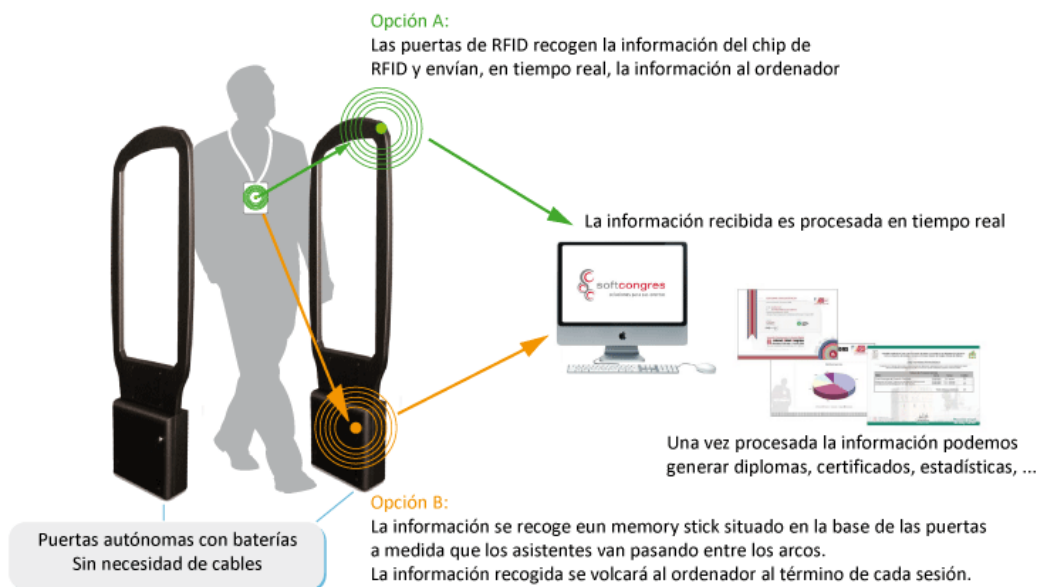 Opción A:
Las puertas de RFID recogen la información del chip de
RFID y envían, en tiempo real, la información al ordenador
La información recibida es procesada en tiempo real
softcongres
soluciones para sus eventos
Una vez procesada la información podemos
generar diplomas, certificados, estadísticas, ...
Opción B:
La información se recoge eun memory stick situado en la base de las puertas
a medida que los asistentes van pasando entre los arcos.
La información recogida se volcará al ordenador al término de cada sesión.
Puertas autónomas con baterías
Sin necesidad de cables